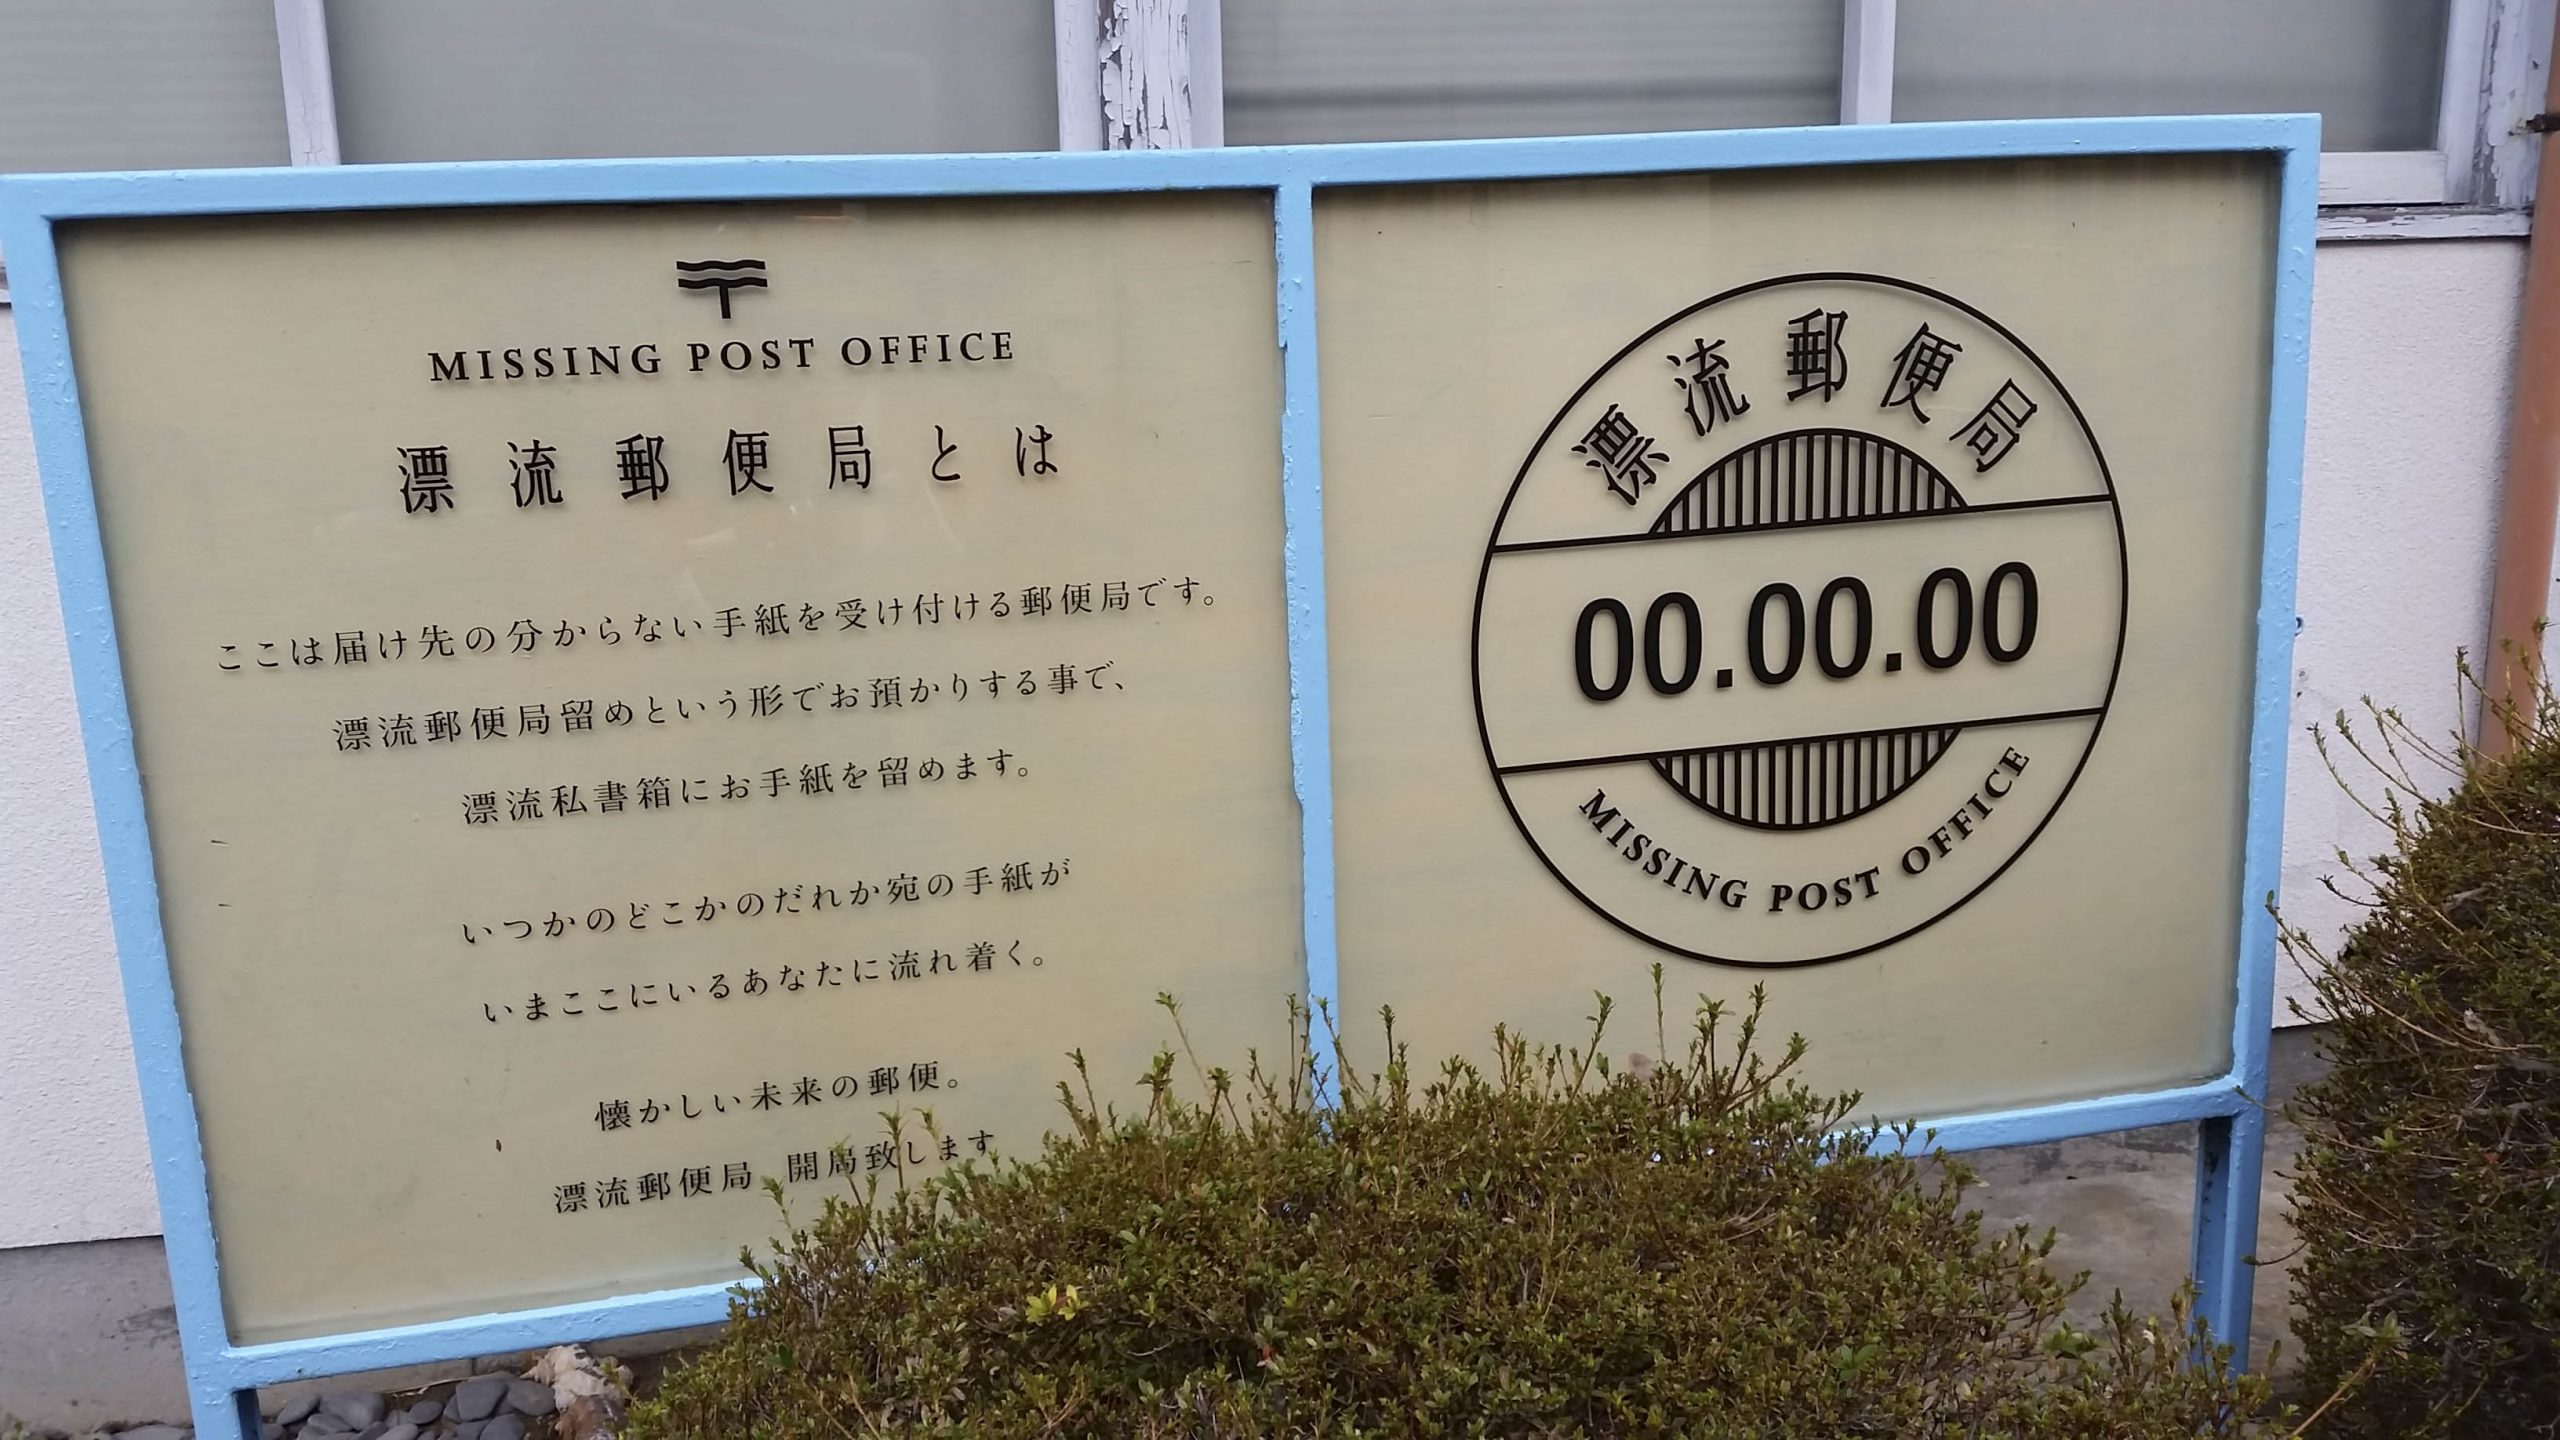 MISSING POST OFFICE
漂流郵便局とは
ここは届け先の分からない手紙を受け付ける郵便局です。
漂流郵便局留めという形でお預かりする事で、
漂流私書箱にお手紙を留めます。
いつかのどこかのだれか宛の手紙が
いまここにいるあなたに流れ着く。
懐かしい未来の郵便。
漂流郵便局 開局致します
漂流郵便局
00.00.00
MISSING POST OFFICE